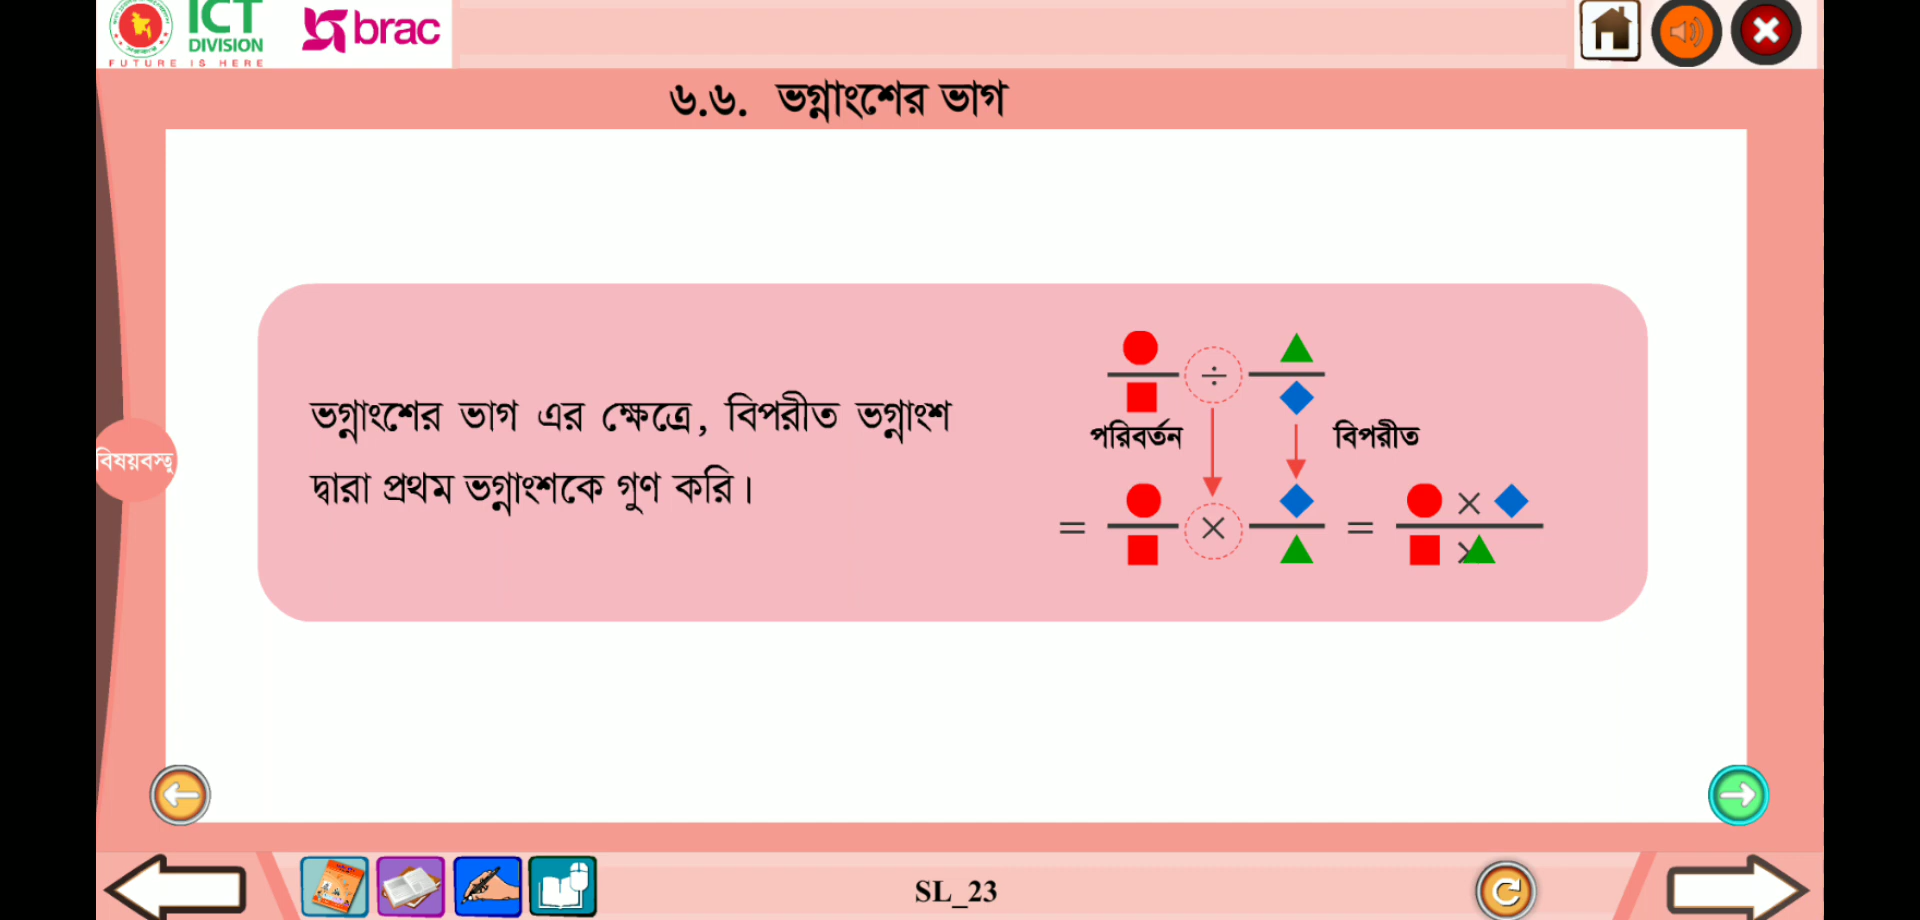 ICT
DIVISION
FUTURE IS HERE
brac
৬.৬. ভগ্নাংশের ভাগ
ভগ্নাংশের ভাগ এর ক্ষেত্রে, বিপরীত ভগ্নাংশ
দ্বারা প্রথম ভগ্নাংশকে গুণ করি।
÷
পরিবর্তন
বিপরীত
= × = ×
×
বিষয়বস্তু
SL_23